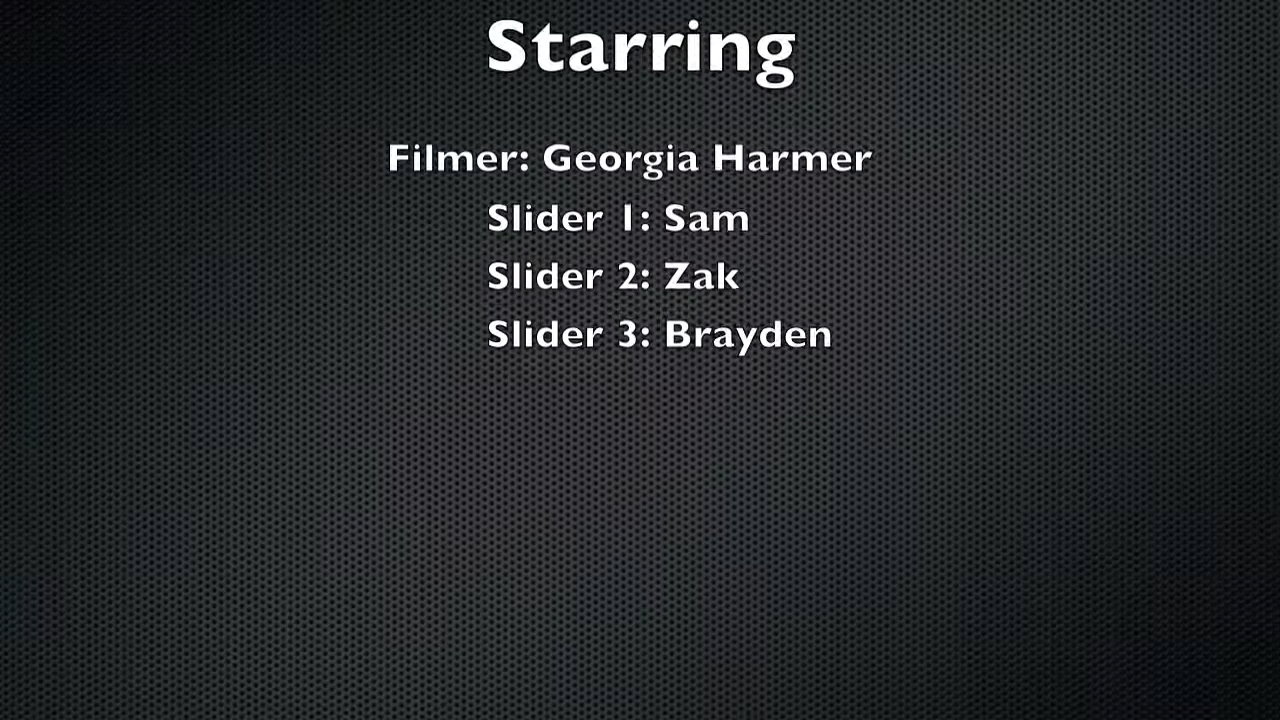 Starring
Filmer: Georgia Harmer
Slider 1: Sam
Slider 2: Zak
Slider 3: Brayden